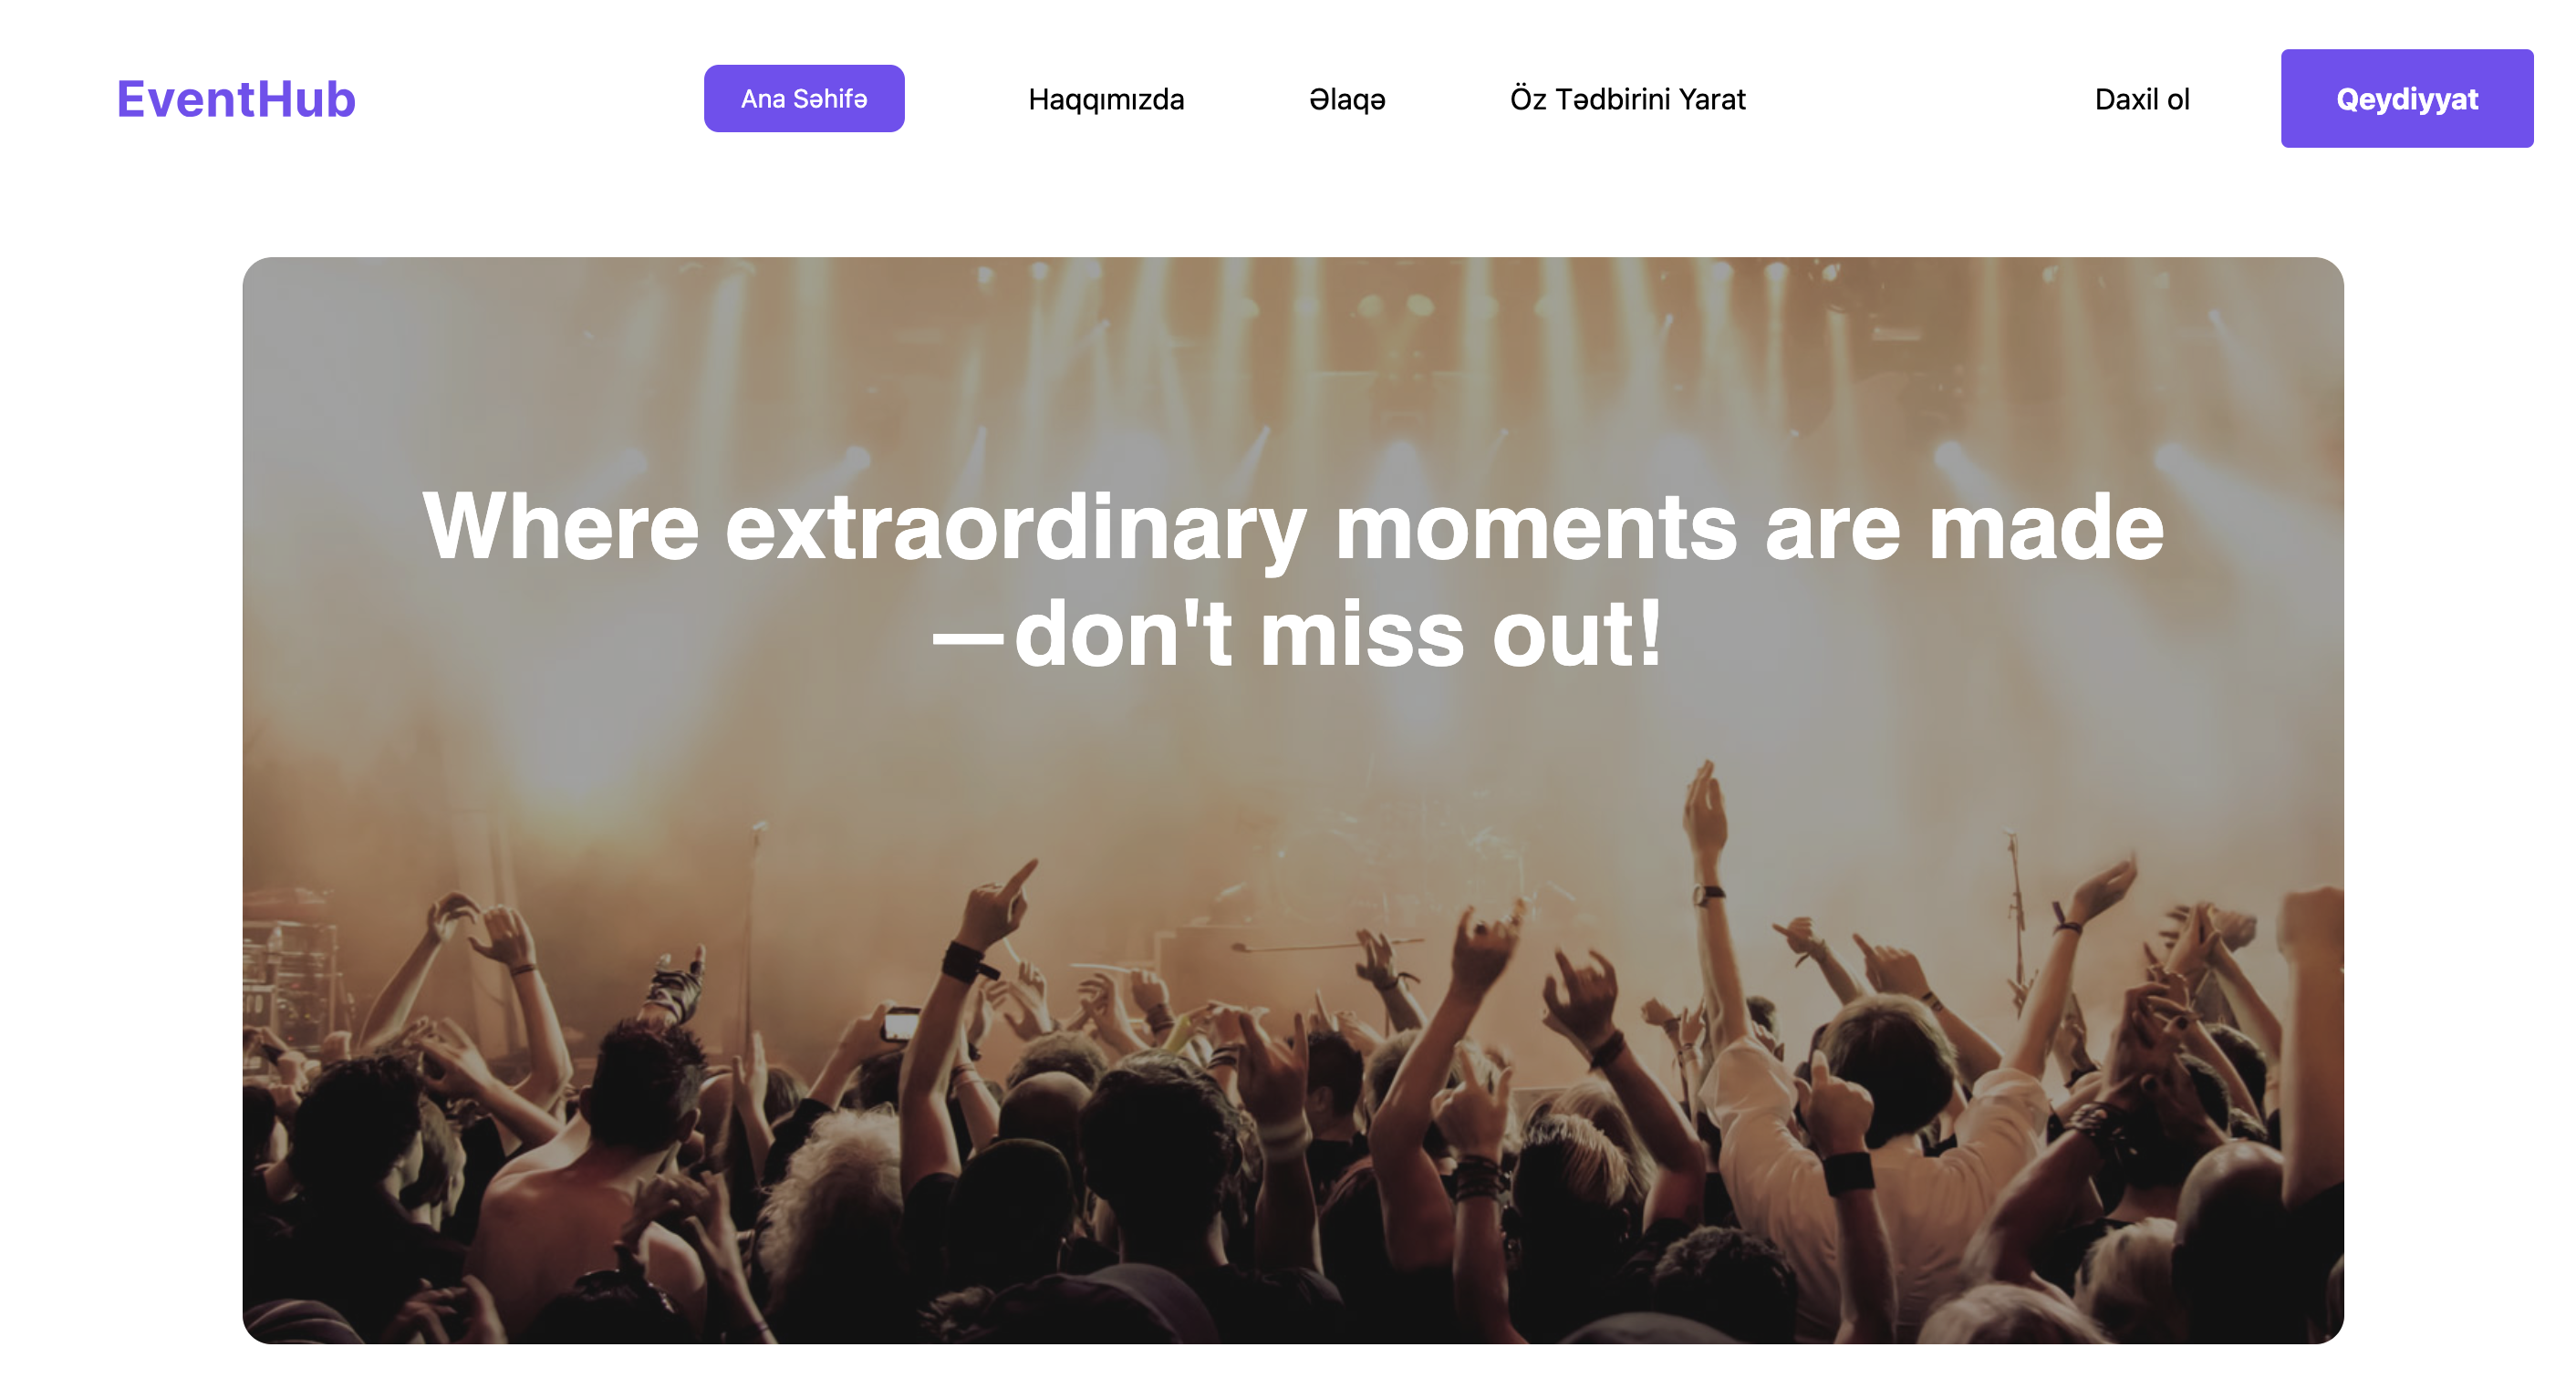 EventHub
Ana Səhifə
Haqqımızda
Əlaqə
Öz Tədbirini Yarat
Daxil ol
Qeydiyyat
Where extraordinary moments are made
—don't miss out!